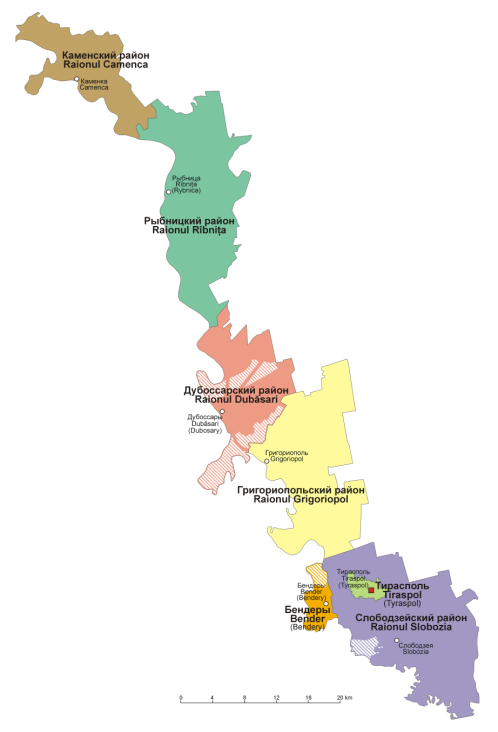 Каменский район
Raionul Camenca
Каменка
Camenca
Рыбница
Rîbnița
(Rybnica)
Рыбницкий район
Raionul Rîbnița
Дубоссарский район
Raionul Dubăsari
Дубоссары
Dubăsari
(Dubosary)
Григориополь
Grigoriopol
Григориопольский район
Raionul Grigoriopol
Тирасполь
Tiraspol
(Tyraspol)
Тирасполь
Tiraspol
(Tyraspol)
Бендеры
Bender
(Bendery)
Бендеры
Bender
(Bendery)
Слободзейский район
Raionul Slobozia
Слободзея
Slobozia
0 4 8 12 16 20 km